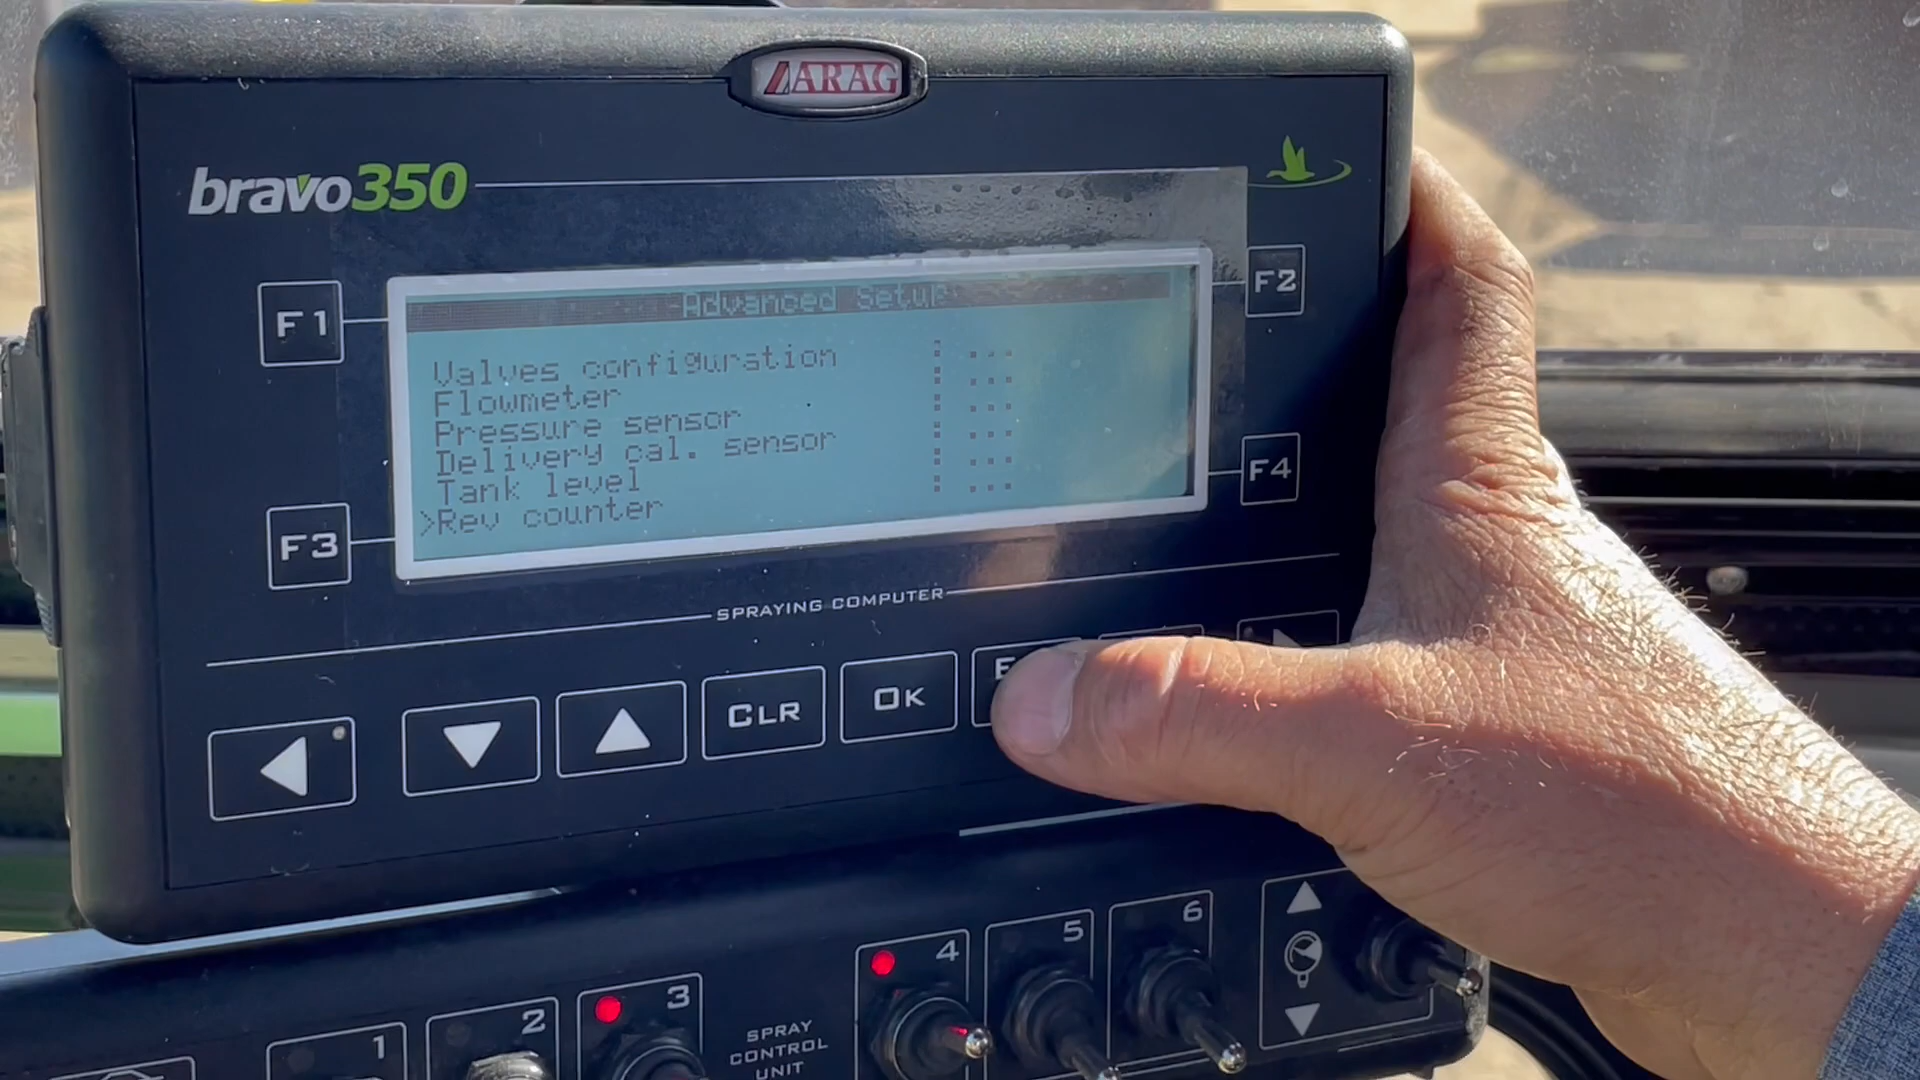 ARAG
bravo350
F1
F2
Advanced Setup
Valves configuration : ...
Flowmeter : ...
Pressure sensor : ...
Delivery cal. sensor : ...
Tank level : ...
>Rev counter : ...
F3
F4
SPRAYING COMPUTER
CLR
OK
1
2
3
SPRAY
CONTROL
UNIT
4
5
6